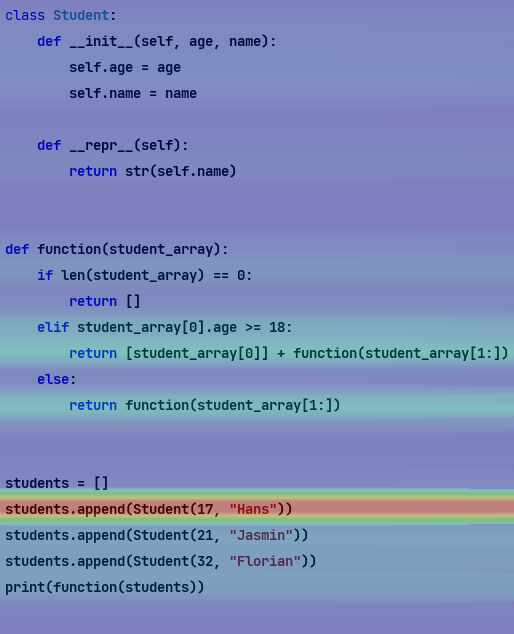 class Student:
    def __init__(self, age, name):
        self.age = age
        self.name = name

    def __repr__(self):
        return str(self.name)


def function(student_array):
    if len(student_array) == 0:
        return []
    elif student_array[0].age >= 18:
        return [student_array[0]] + function(student_array[1:])
    else:
        return function(student_array[1:])


students = []
students.append(Student(17, "Hans"))
students.append(Student(21, "Jasmin"))
students.append(Student(32, "Florian"))
print(function(students))